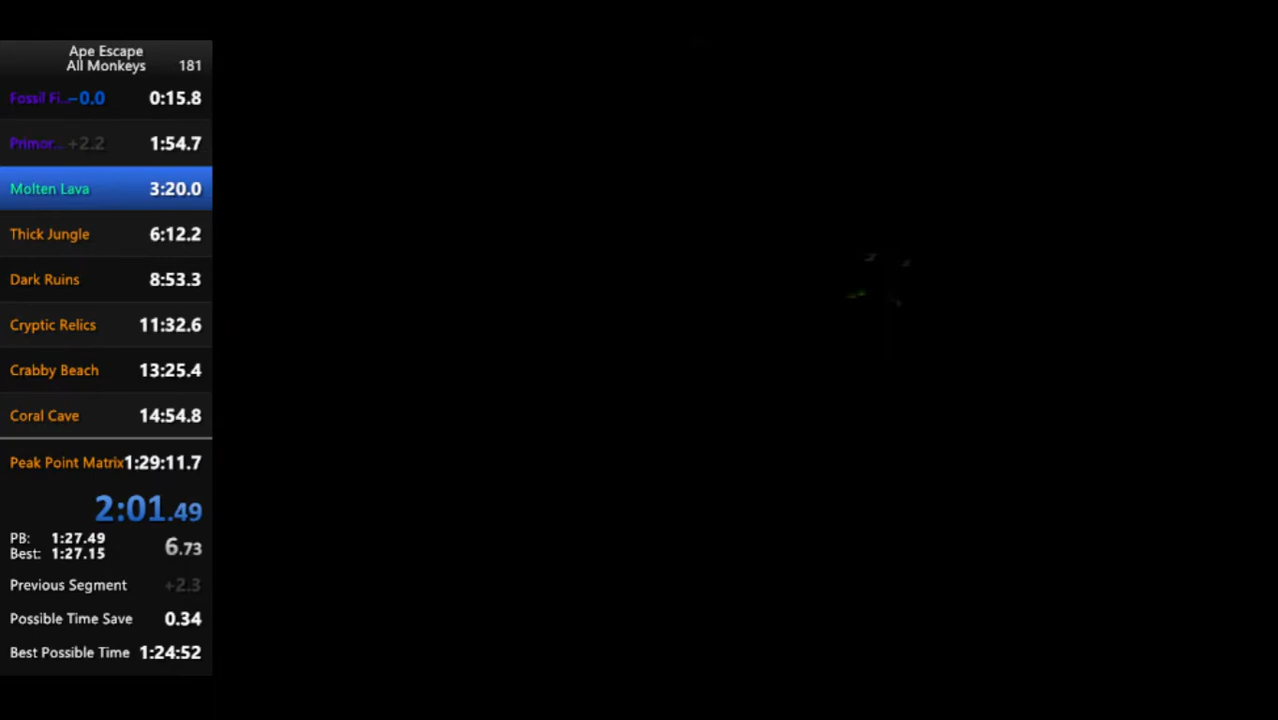 Ape Escape
All Monkeys 181
Fossil Fi... −0.0 0:15.8
Primor... +2.2 1:54.7
Molten Lava 3:20.0
Thick Jungle 6:12.2
Dark Ruins 8:53.3
Cryptic Relics 11:32.6
Crabby Beach 13:25.4
Coral Cave 14:54.8
Peak Point Matrix 1:29:11.7
2:01.49
PB: 1:27.49
Best: 1:27.15
6.73
Previous Segment +2.3
Possible Time Save 0.34
Best Possible Time 1:24:52